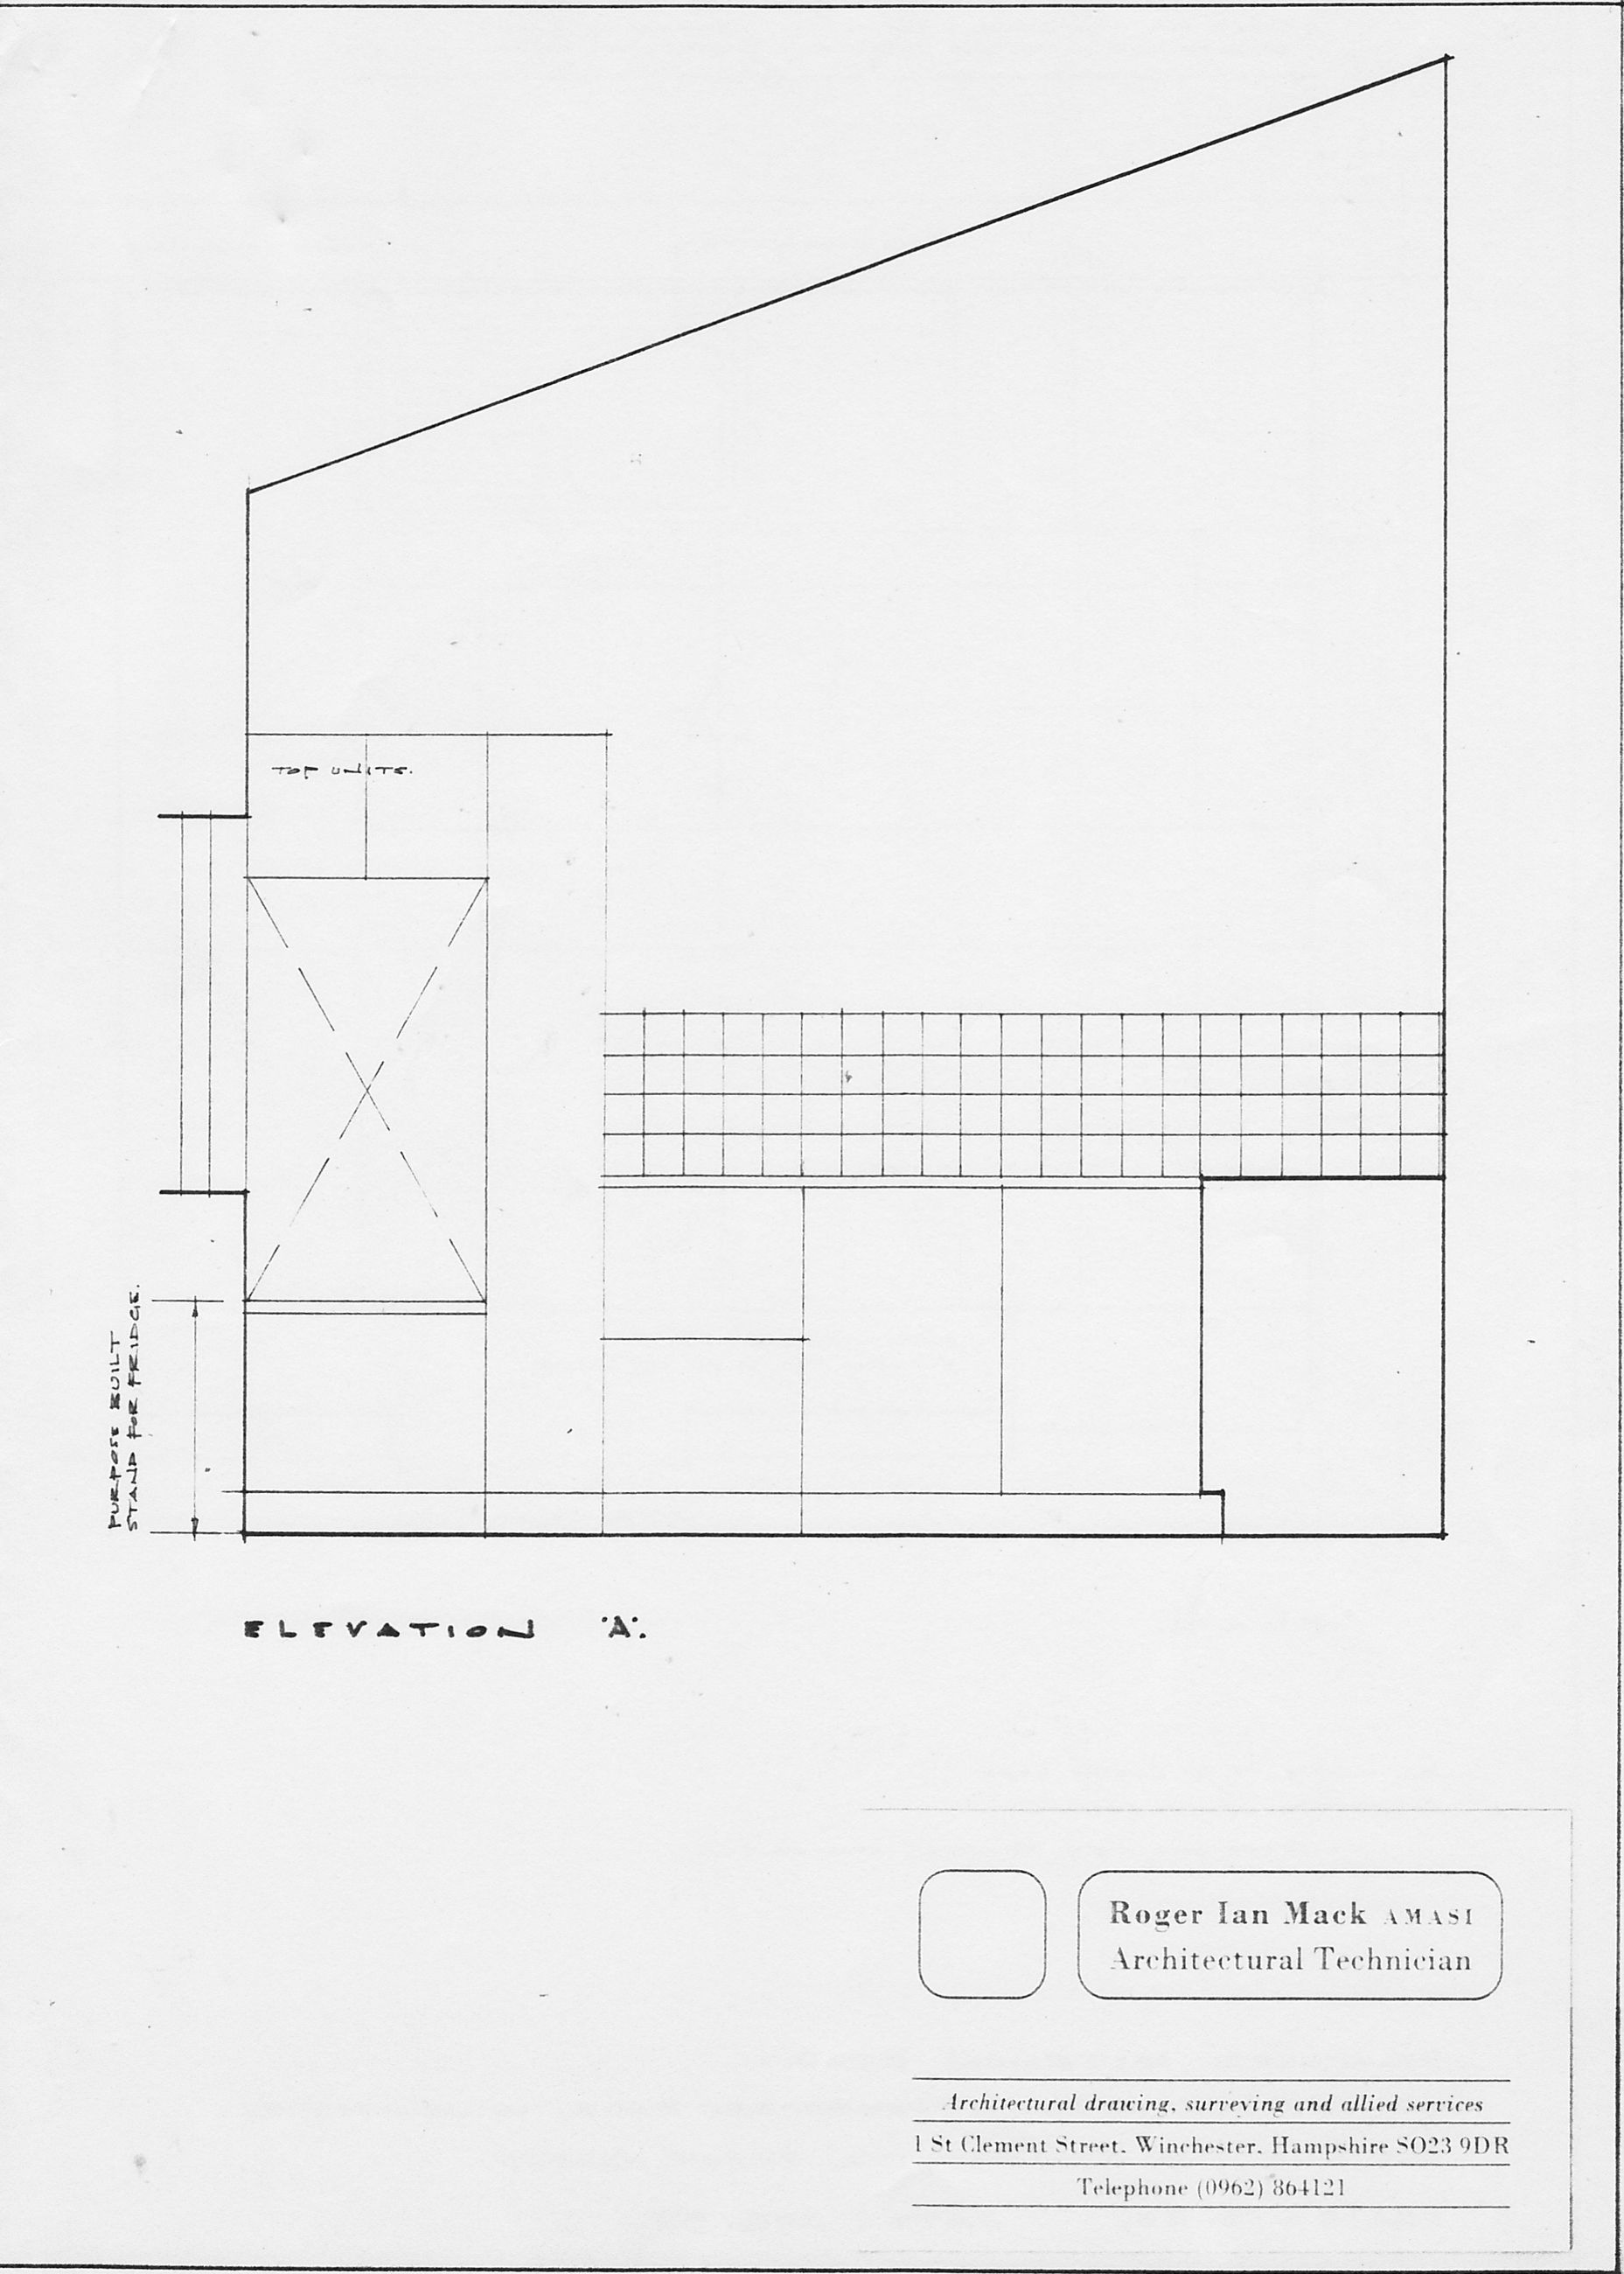 TOP UNITS.
PURPOSE BUILT
STAND FOR FRIDGE.
ELEVATION 'A'.
Roger Ian Mack AMASI
Architectural Technician
Architectural drawing, surveying and allied services
1 St Clement Street, Winchester, Hampshire SO23 9DR
Telephone (0962) 864121